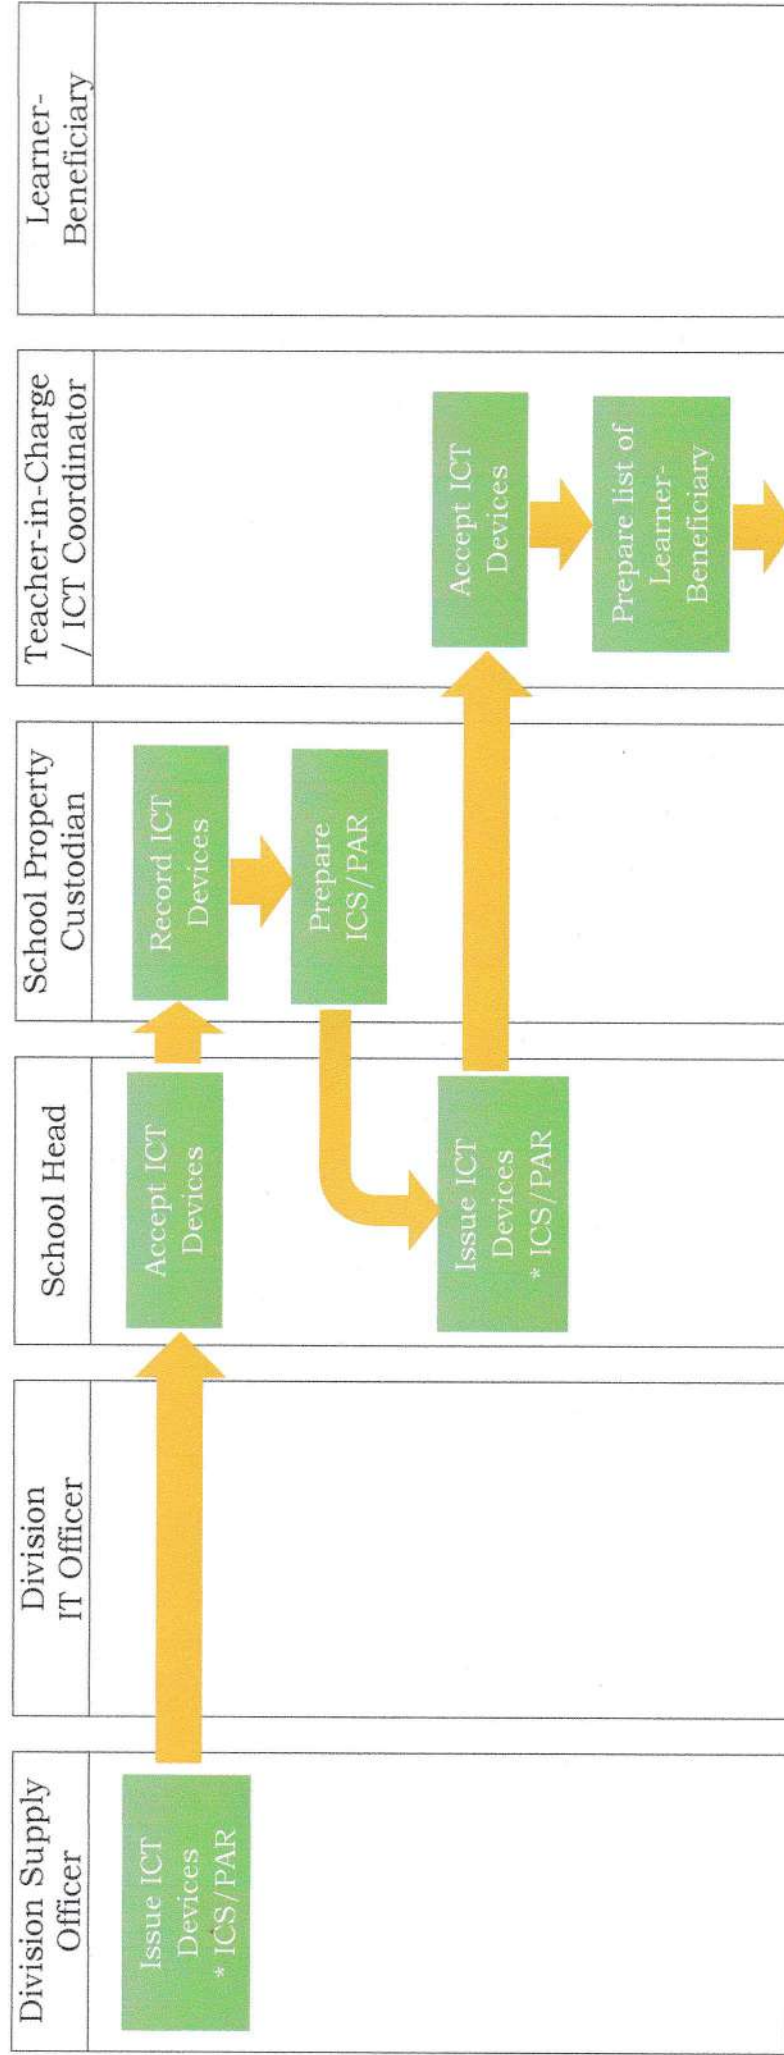 Division Supply
Officer
Division
IT Officer
School Head
School Property
Custodian
Teacher-in-Charge
/ ICT Coordinator
Learner-
Beneficiary
Issue ICT
Devices
* ICS/PAR
Accept ICT
Devices
Record ICT
Devices
Prepare
ICS/PAR
Issue ICT
Devices
* ICS/PAR
Accept ICT
Devices
Prepare list of
Learner-
Beneficiary